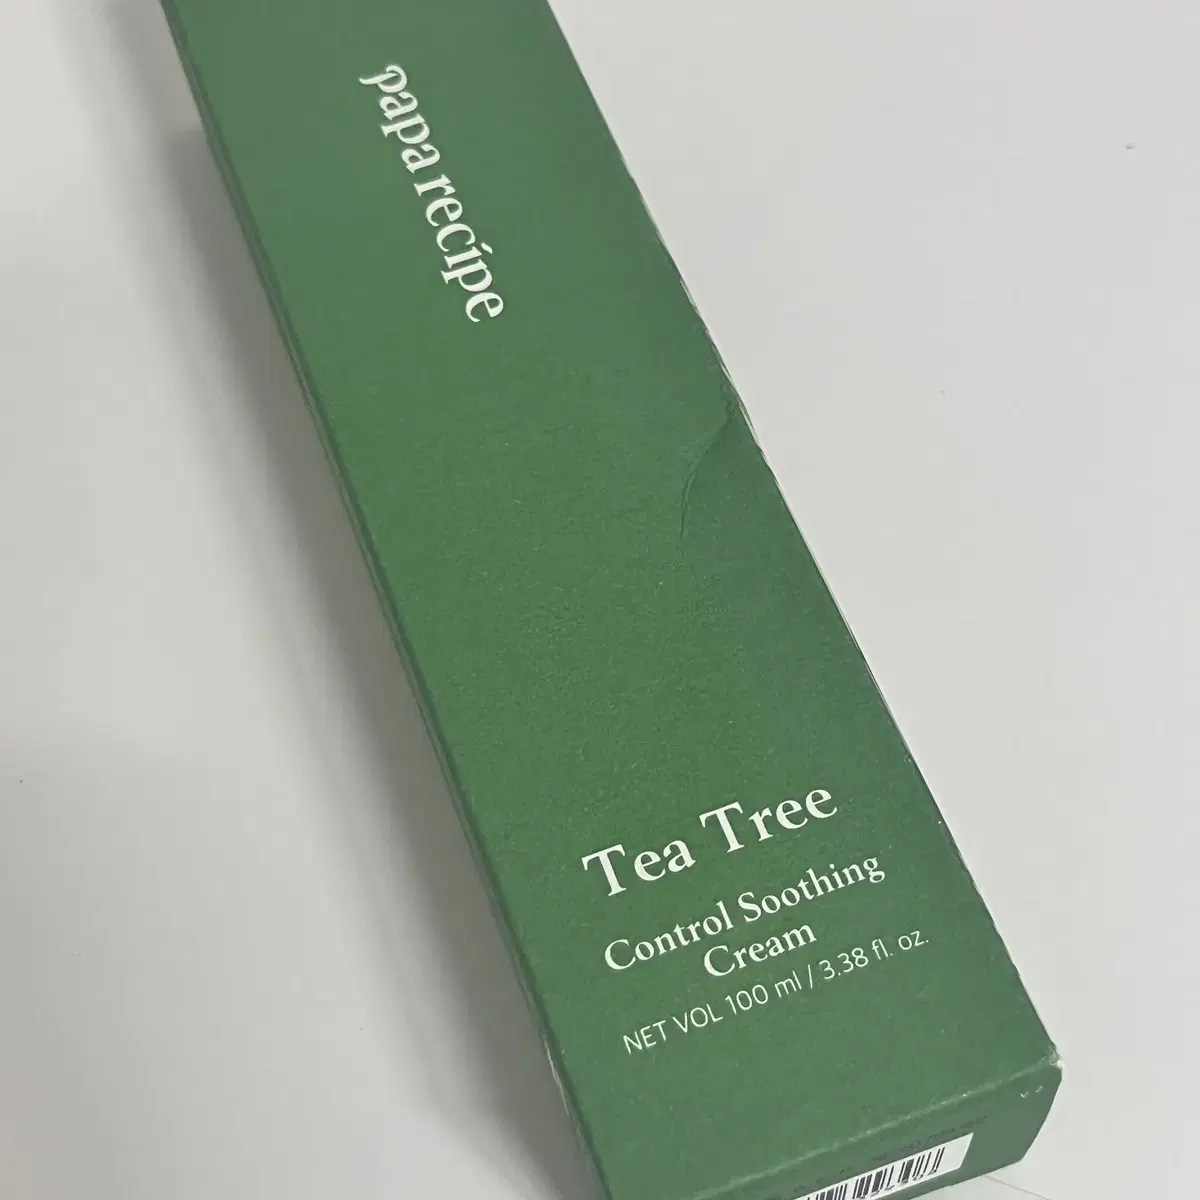 papa recipe
Tea Tree
Control Soothing
Cream
NET VOL 100 ml / 3.38 fl. oz.